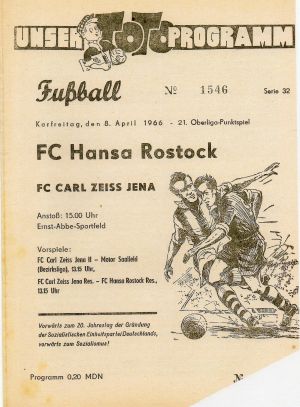 UNSER TOTO-PROGRAMM
Fußball
No 1546
Serie 32
Karfreitag, den 8. April 1966 - 21. Oberliga-Punktspiel
FC Hansa Rostock
FC CARL ZEISS JENA
Anstoß: 15.00 Uhr
Ernst-Abbe-Sportfeld
Vorspiele:
FC Carl Zeiss Jena II – Motor Saalfeld
(Bezirksliga), 13.15 Uhr,
FC Carl Zeiss Jena Res. – FC Hansa Rostock Res.,
13.15 Uhr
Vorwärts zum 20. Jahrestag der Gründung
der Sozialistischen Einheitspartei Deutschlands,
vorwärts zum Sozialismus!
Programm 0,20 MDN
N